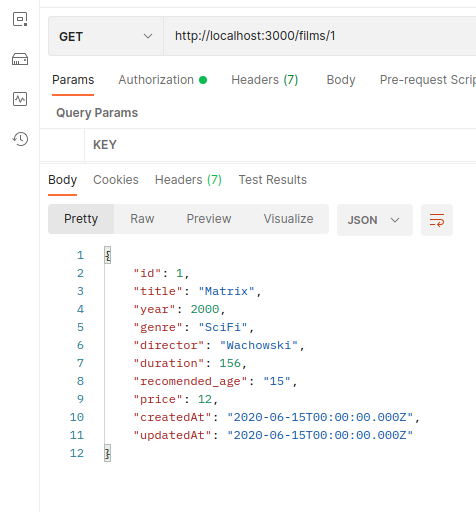 GET http://localhost:3000/films/1
Params Authorization Headers (7) Body Pre-request Scrip
Query Params
KEY
Body Cookies Headers (7) Test Results
Pretty Raw Preview Visualize JSON
1 {
2 "id": 1,
3 "title": "Matrix",
4 "year": 2000,
5 "genre": "SciFi",
6 "director": "Wachowski",
7 "duration": 156,
8 "recomended_age": "15",
9 "price": 12,
10 "createdAt": "2020-06-15T00:00:00.000Z",
11 "updatedAt": "2020-06-15T00:00:00.000Z"
12 }